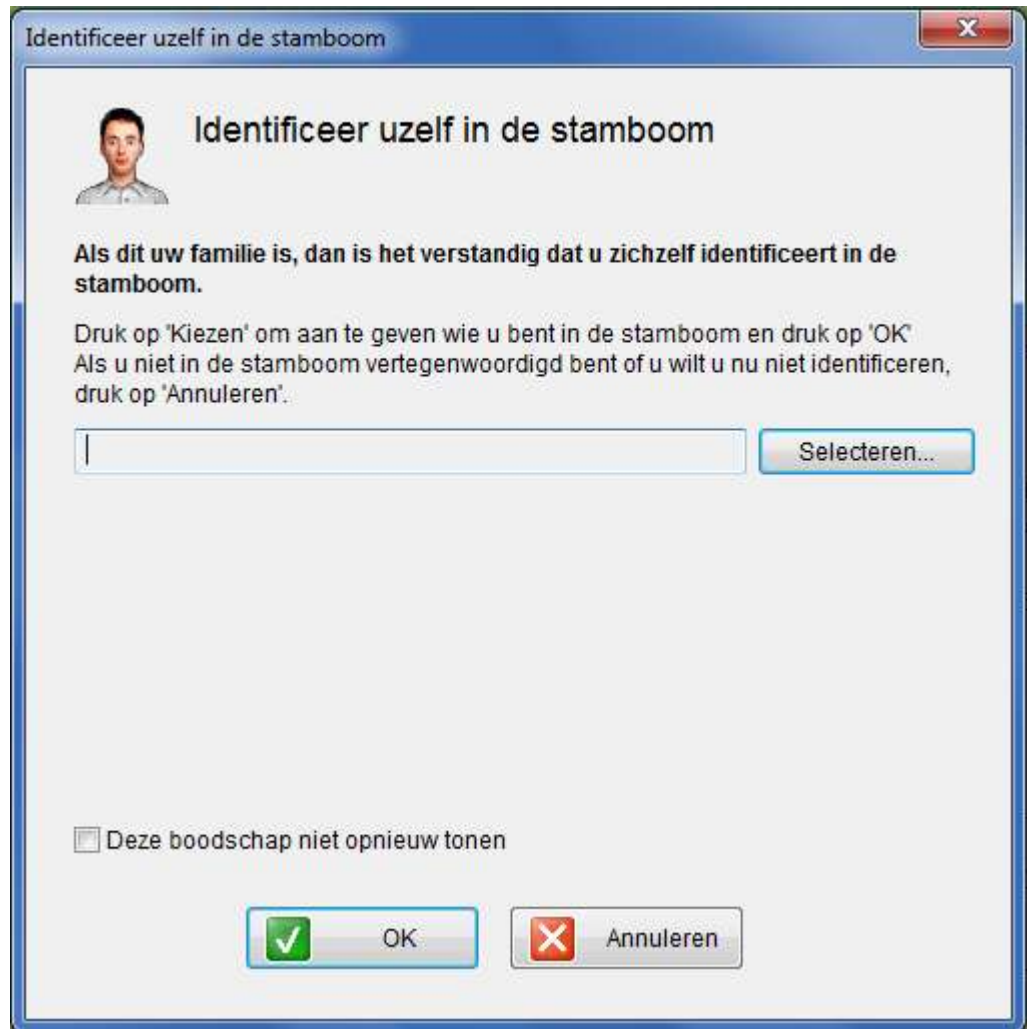 Identificeer uzelf in de stamboom
Identificeer uzelf in de stamboom
Als dit uw familie is, dan is het verstandig dat u zichzelf identificeert in de
stamboom.
Druk op 'Kiezen' om aan te geven wie u bent in de stamboom en druk op 'OK'
Als u niet in de stamboom vertegenwoordigd bent of u wilt u nu niet identificeren,
druk op 'Annuleren'.
Selecteren...
Deze boodschap niet opnieuw tonen
OK
Annuleren